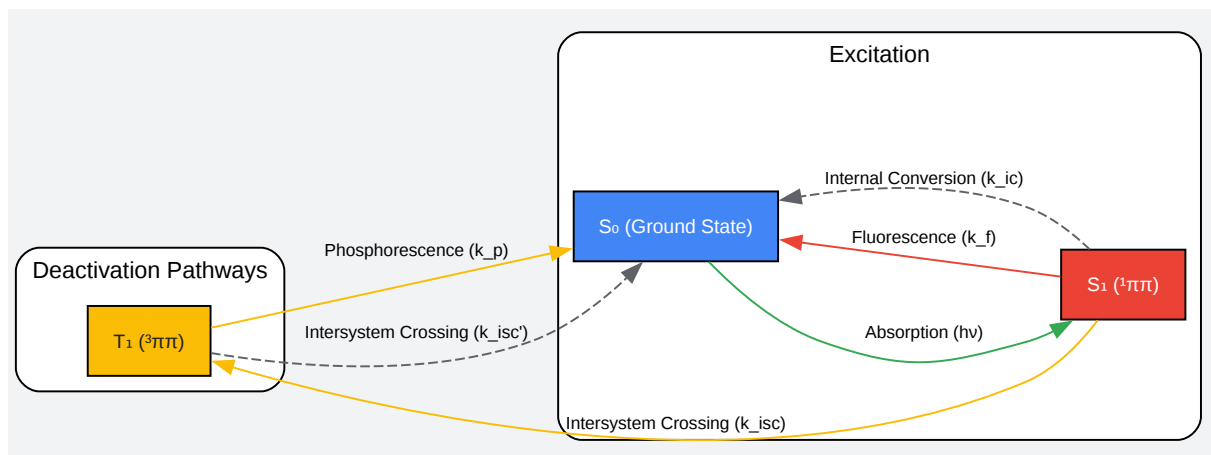 Excitation
Internal Conversion (k_ic)
S₀ (Ground State)
Fluorescence (k_f)
Phosphorescence (k_p)
Deactivation Pathways
S₁ (¹ππ)
Intersystem Crossing (k_isc')
Absorption (hν)
T₁ (³ππ)
Intersystem Crossing (k_isc)